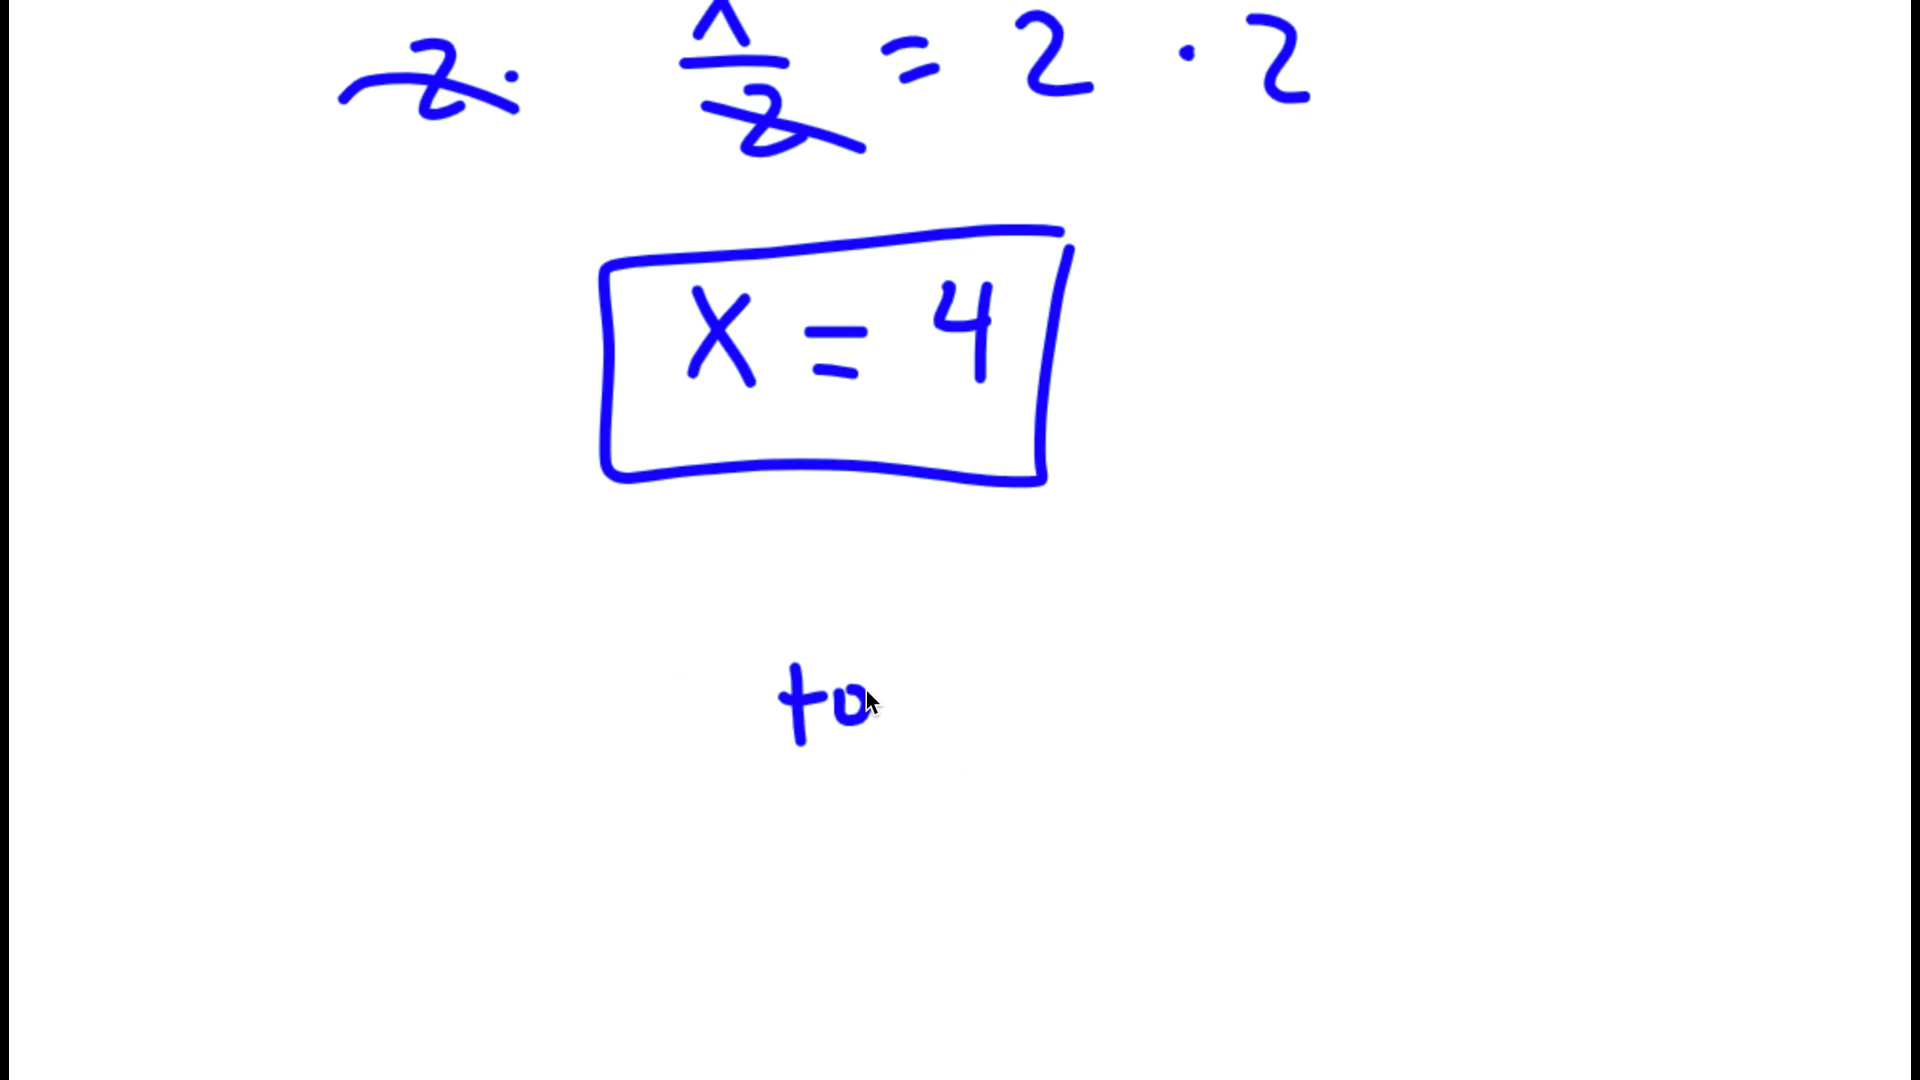 2 · x/2 = 2 · 2
x = 4
to